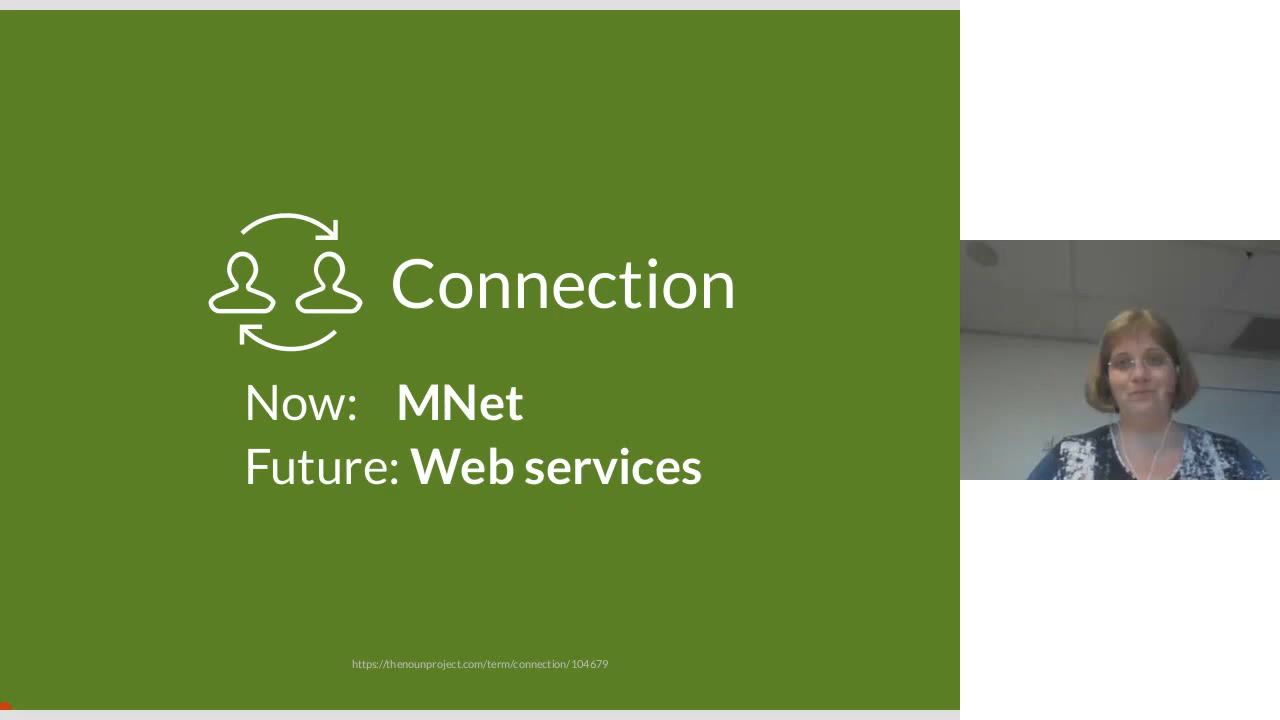 Connection
Now: MNet
Future: Web services
https://thenounproject.com/term/connection/104679